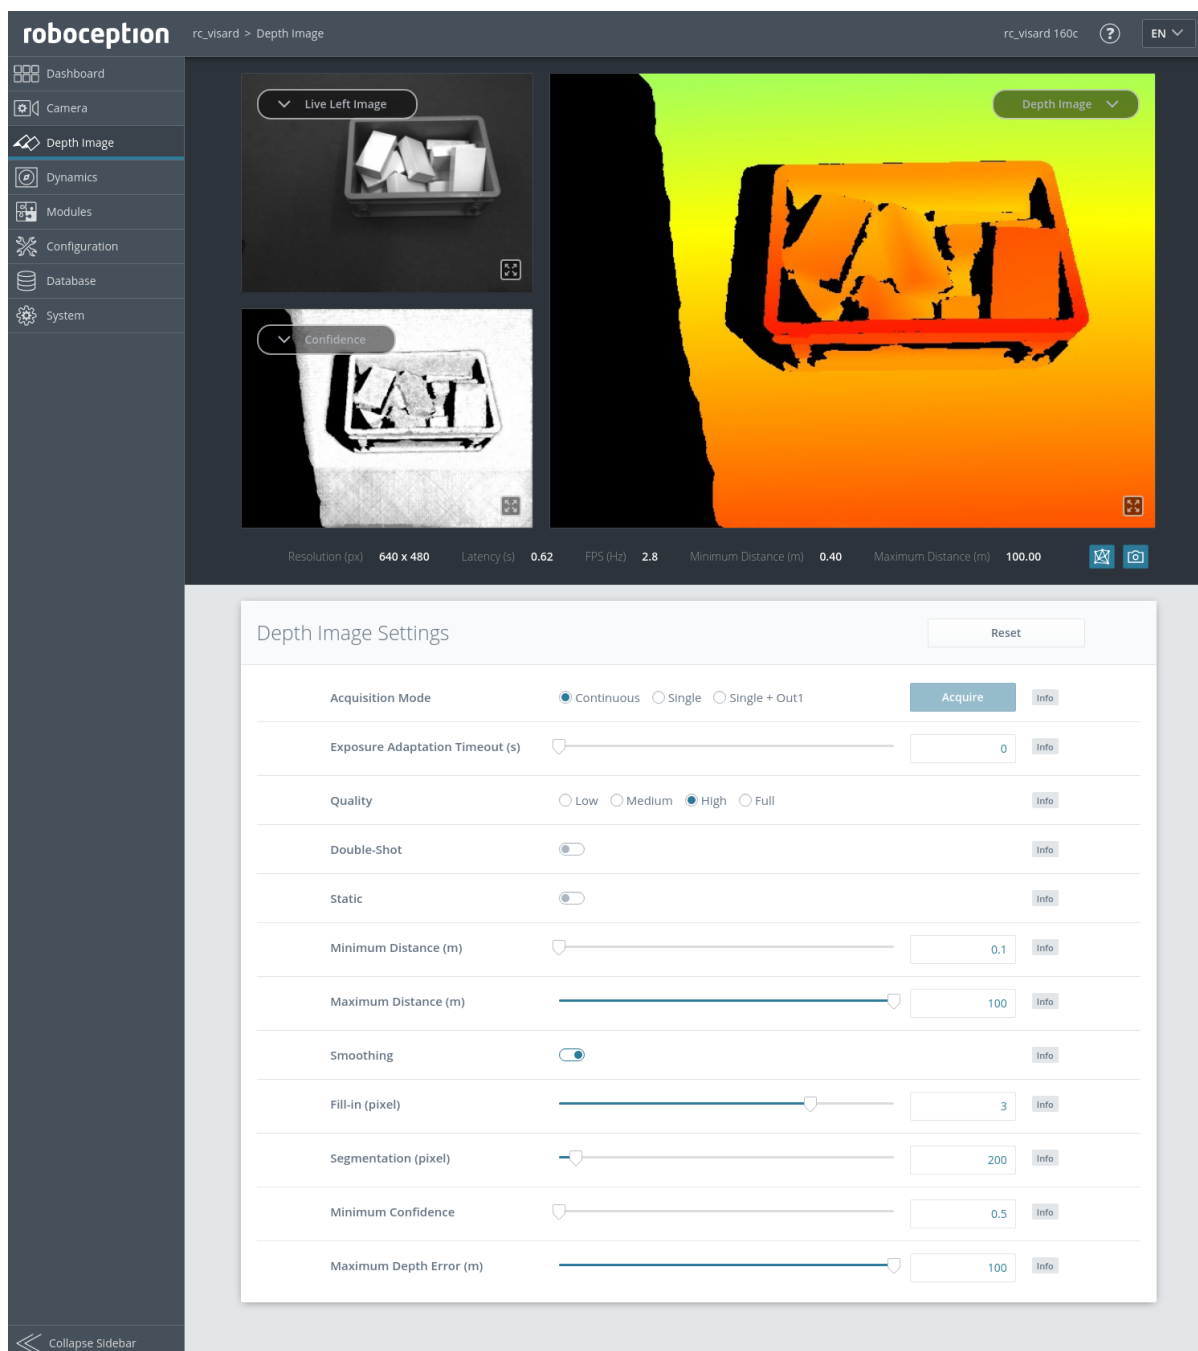 roboception
rc_visard > Depth Image
rc_visard 160c
?
EN
Dashboard
Camera
Depth Image
Dynamics
Modules
Configuration
Database
System
Collapse Sidebar
Live Left Image
Depth Image
Confidence
Resolution (px) 640 x 480 Latency (s) 0.62 FPS (Hz) 2.8 Minimum Distance (m) 0.40 Maximum Distance (m) 100.00
Depth Image Settings Reset
Acquisition Mode Continuous Single Single + Out1 Acquire Info
Exposure Adaptation Timeout (s) 0 Info
Quality Low Medium High Full Info
Double-Shot Info
Static Info
Minimum Distance (m) 0.1 Info
Maximum Distance (m) 100 Info
Smoothing Info
Fill-in (pixel) 3 Info
Segmentation (pixel) 200 Info
Minimum Confidence 0.5 Info
Maximum Depth Error (m) 100 Info